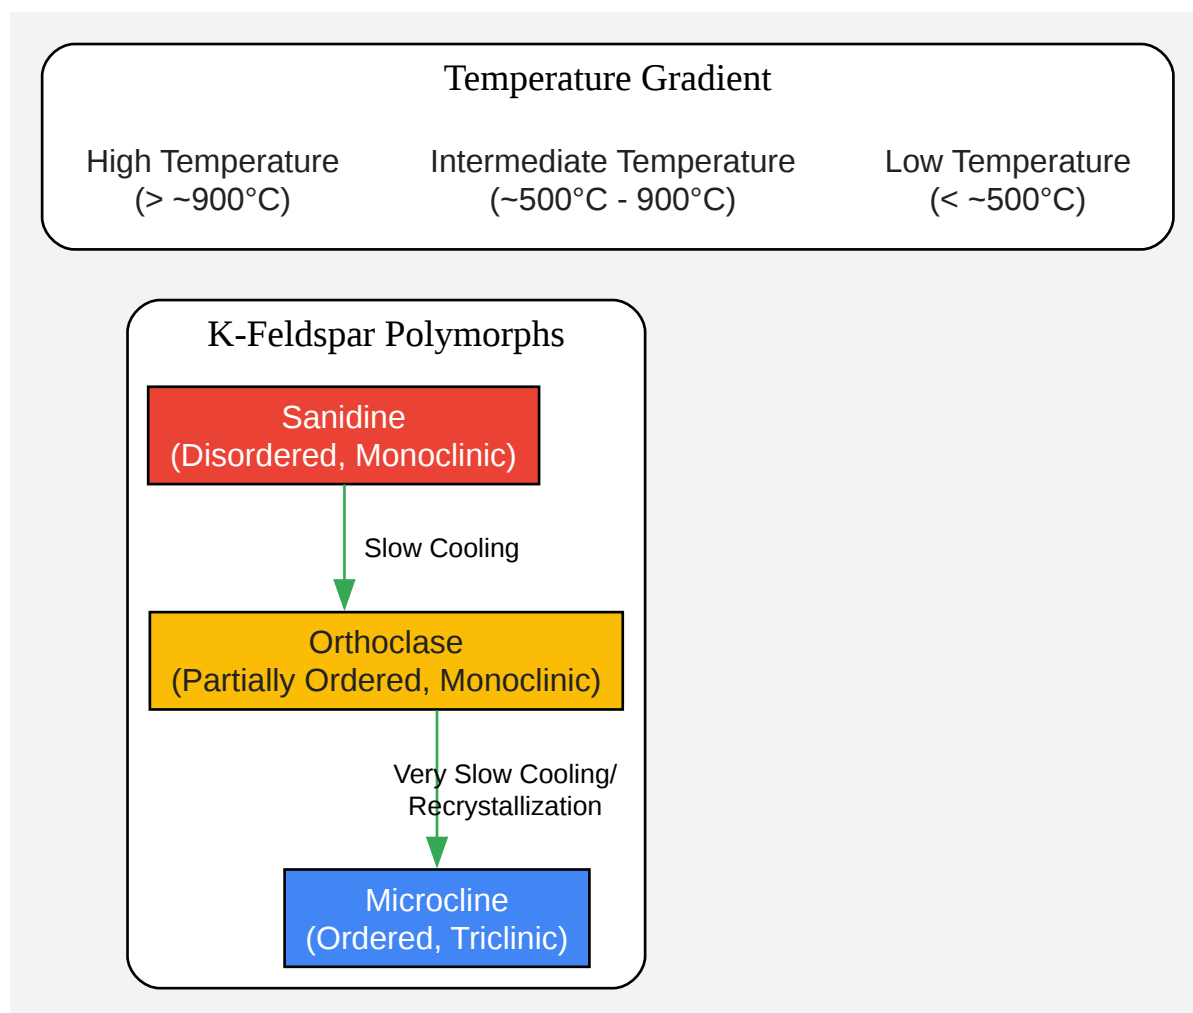 Temperature Gradient
High Temperature
(> ~900°C)
Intermediate Temperature
(~500°C - 900°C)
Low Temperature
(< ~500°C)
K-Feldspar Polymorphs
Sanidine
(Disordered, Monoclinic)
Slow Cooling
Orthoclase
(Partially Ordered, Monoclinic)
Very Slow Cooling/
Recrystallization
Microcline
(Ordered, Triclinic)